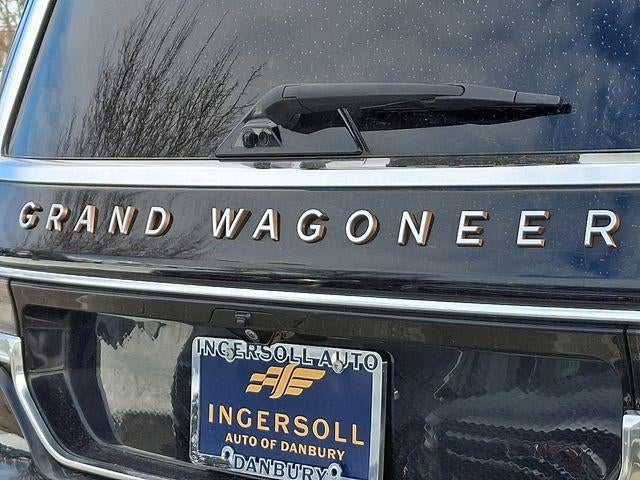 GRAND WAGONEER
INGERSOLL AUTO
INGERSOLL
AUTO OF DANBURY
DANBURY